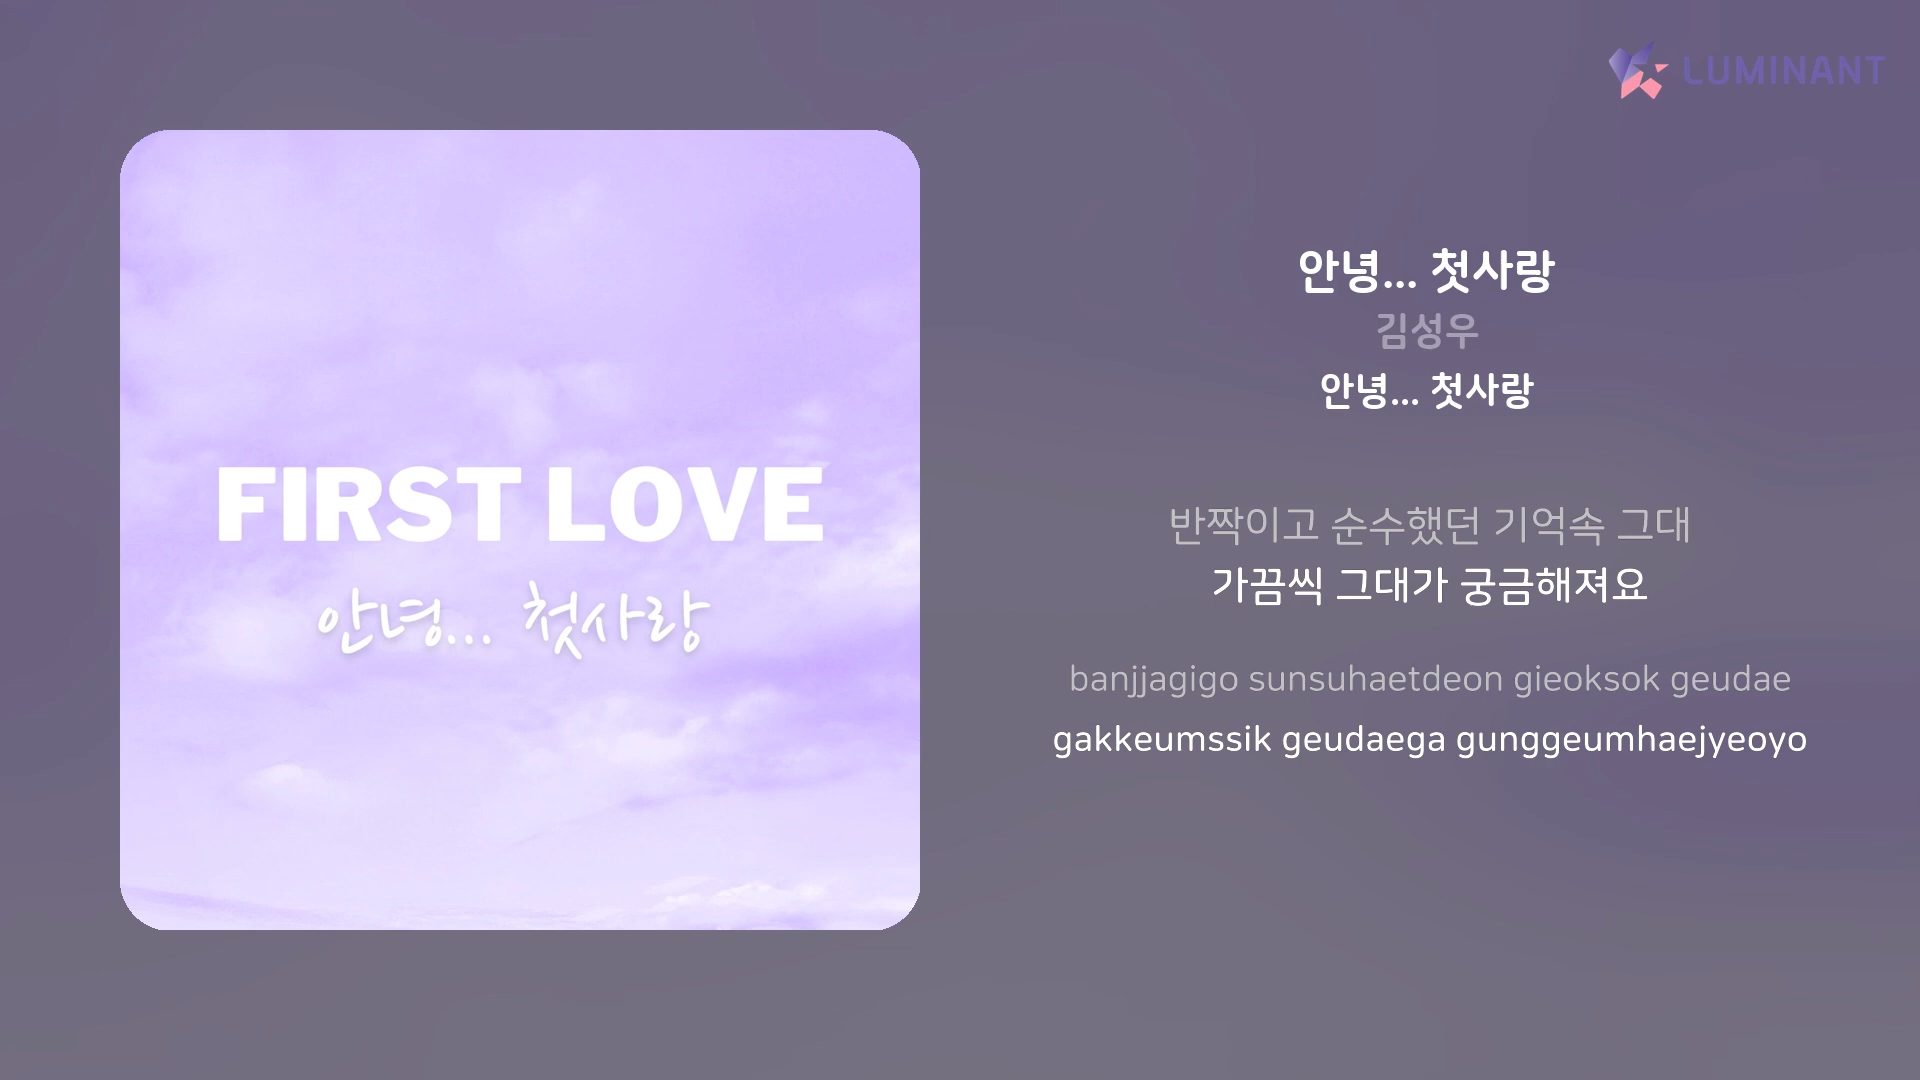 LUMINANT
FIRST LOVE
안녕... 첫사랑
안녕... 첫사랑
김성우
안녕... 첫사랑
반짝이고 순수했던 기억속 그대
가끔씩 그대가 궁금해져요
banjjagigo sunsuhaetdeon gieoksok geudae
gakkeumssik geudaega gunggeumhaejyeoyo